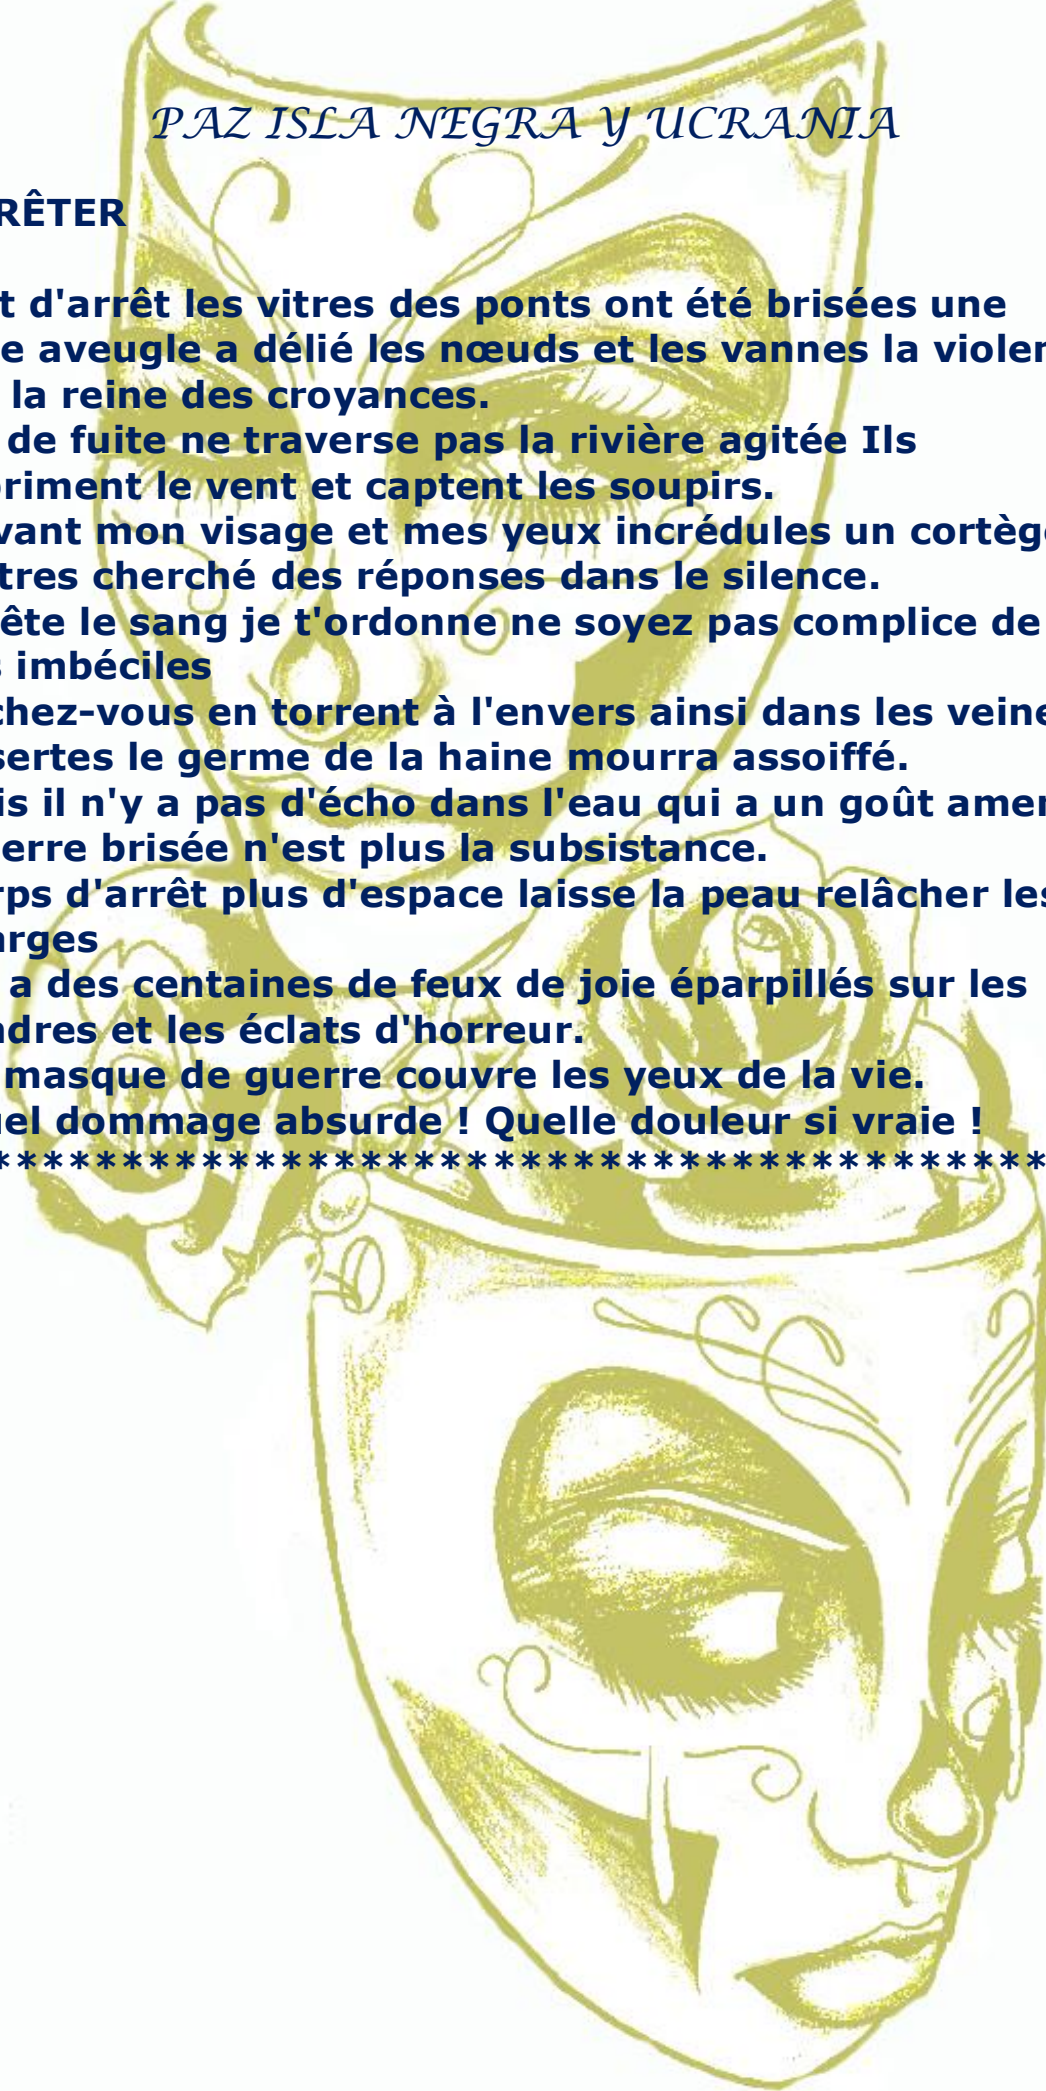 PAZ ISLA NEGRA Y UCRANIA
RÊTER
t d'arrêt les vitres des ponts ont été brisées une
e aveugle a délié les nœuds et les vannes la violen
la reine des croyances.
de fuite ne traverse pas la rivière agitée Ils
priment le vent et captent les soupirs.
vant mon visage et mes yeux incrédules un cortège
tres cherché des réponses dans le silence.
ête le sang je t'ordonne ne soyez pas complice de
s imbéciles
chez-vous en torrent à l'envers ainsi dans les veine
sertes le germe de la haine mourra assoiffé.
is il n'y a pas d'écho dans l'eau qui a un goût amer
erre brisée n'est plus la subsistance.
rps d'arrêt plus d'espace laisse la peau relâcher les
arges
a des centaines de feux de joie éparpillés sur les
ndres et les éclats d'horreur.
masque de guerre couvre les yeux de la vie.
uel dommage absurde ! Quelle douleur si vraie !
****************************************